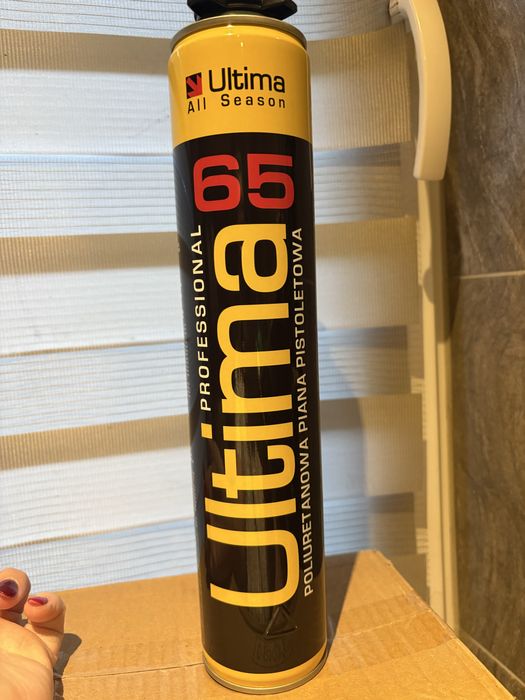 Ultima
All Season
65
PROFESSIONAL
Ultima
POLIURETANOWA PIANA PISTOLETOWA